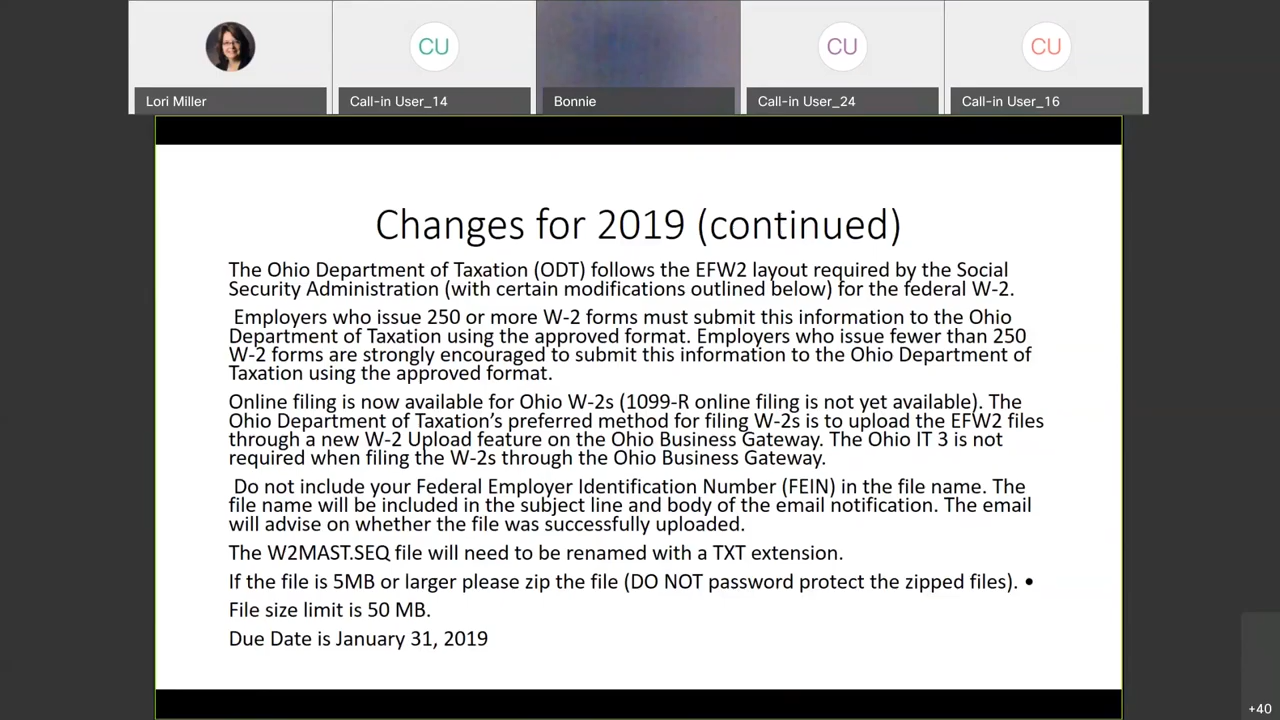 CU
CU
CU
Lori Miller
Call-in User_14
Bonnie
Call-in User_24
Call-in User_16
Changes for 2019 (continued)
The Ohio Department of Taxation (ODT) follows the EFW2 layout required by the Social
Security Administration (with certain modifications outlined below) for the federal W-2.
Employers who issue 250 or more W-2 forms must submit this information to the Ohio
Department of Taxation using the approved format. Employers who issue fewer than 250
W-2 forms are strongly encouraged to submit this information to the Ohio Department of
Taxation using the approved format.
Online filing is now available for Ohio W-2s (1099-R online filing is not yet available). The
Ohio Department of Taxation’s preferred method for filing W-2s is to upload the EFW2 files
through a new W-2 Upload feature on the Ohio Business Gateway. The Ohio IT 3 is not
required when filing the W-2s through the Ohio Business Gateway.
Do not include your Federal Employer Identification Number (FEIN) in the file name. The
file name will be included in the subject line and body of the email notification. The email
will advise on whether the file was successfully uploaded.
The W2MAST.SEQ file will need to be renamed with a TXT extension.
If the file is 5MB or larger please zip the file (DO NOT password protect the zipped files). •
File size limit is 50 MB.
Due Date is January 31, 2019
+40